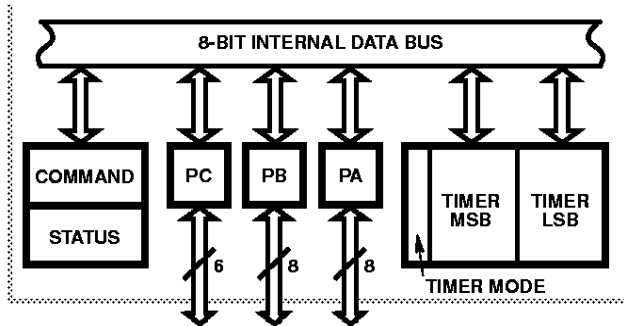 8-BIT INTERNAL DATA BUS
COMMAND
STATUS
PC
PB
PA
TIMER
MSB
TIMER
LSB
6
8
8
TIMER MODE